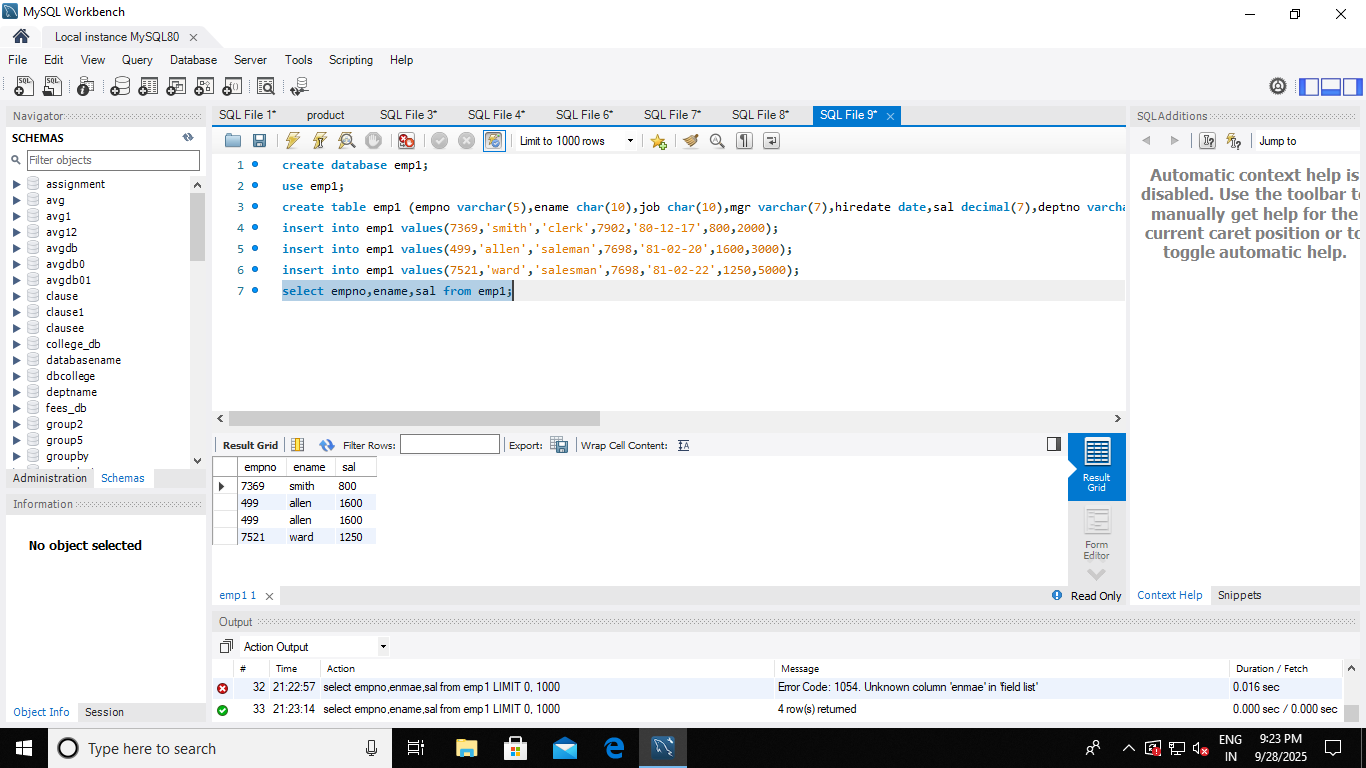 MySQL Workbench
Local instance MySQL80
File Edit View Query Database Server Tools Scripting Help
Navigator
SCHEMAS
Filter objects
assignment
avg
avg1
avg12
avgdb
avgdb0
avgdb01
clause
clause1
clausee
college_db
databasename
dbcollege
deptname
fees_db
group2
group5
groupby
Administration Schemas
Information
No object selected
Object Info Session
SQL File 1* product SQL File 3* SQL File 4* SQL File 6* SQL File 7* SQL File 8* SQL File 9*
Limit to 1000 rows
1 create database emp1;
2 use emp1;
3 create table emp1 (empno varchar(5),ename char(10),job char(10),mgr varchar(7),hiredate date,sal decimal(7),deptno varcha
4 insert into emp1 values(7369,'smith','clerk',7902,'80-12-17',800,2000);
5 insert into emp1 values(499,'allen','saleman',7698,'81-02-20',1600,3000);
6 insert into emp1 values(7521,'ward','salesman',7698,'81-02-22',1250,5000);
7 select empno,ename,sal from emp1;
Result Grid Filter Rows: Export: Wrap Cell Content:
empno ename sal
7369 smith 800
499 allen 1600
499 allen 1600
7521 ward 1250
Result
Grid
Form
Editor
emp1 1
Read Only
SQLAdditions
Jump to
Automatic context help is
disabled. Use the toolbar to
manually get help for the
current caret position or to
toggle automatic help.
Context Help Snippets
Output
Action Output
# Time Action Message Duration / Fetch
32 21:22:57 select empno,enmae,sal from emp1 LIMIT 0, 1000 Error Code: 1054. Unknown column 'enmae' in 'field list' 0.016 sec
33 21:23:14 select empno,ename,sal from emp1 LIMIT 0, 1000 4 row(s) returned 0.000 sec / 0.000 sec
Type here to search
ENG
IN
9:23 PM
9/28/2025